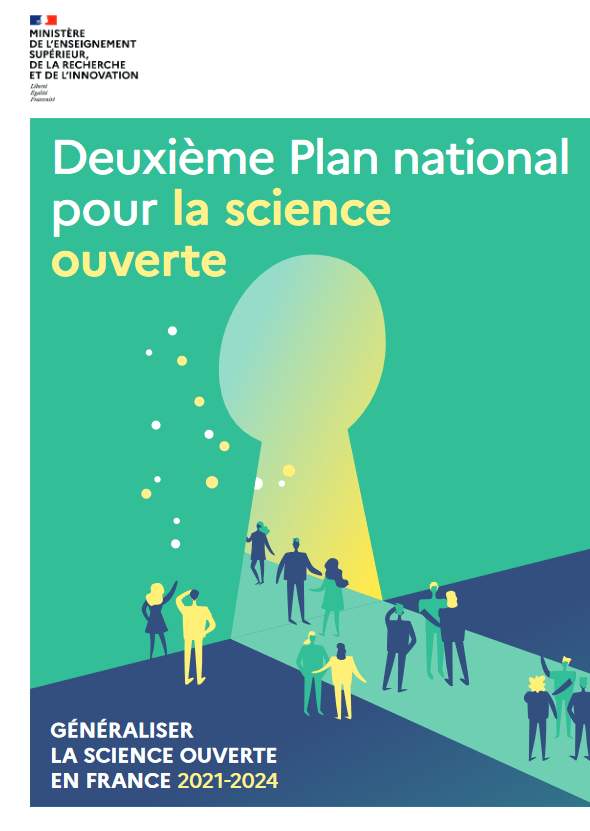 MINISTÈRE
DE L'ENSEIGNEMENT
SUPÉRIEUR,
DE LA RECHERCHE
ET DE L'INNOVATION
Liberté
Égalité
Fraternité
Deuxième Plan national
pour la science
ouverte
GÉNÉRALISER
LA SCIENCE OUVERTE
EN FRANCE 2021-2024